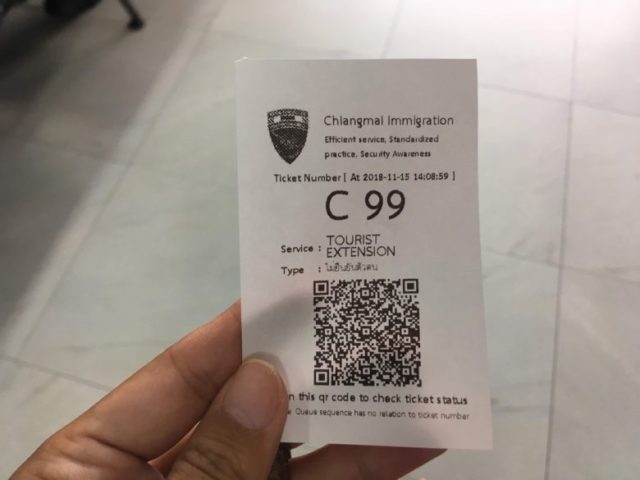 Chiangmai Immigration
Efficient service, Standardized
practice, Security Awareness
Ticket Number [ At 2018-11-15 14:08:59 ]
C 99
Service : TOURIST
EXTENSION
Type : ไม่ยืนยันตัวตน
n this qr code to check ticket status
Queue sequence has no relation to ticket number